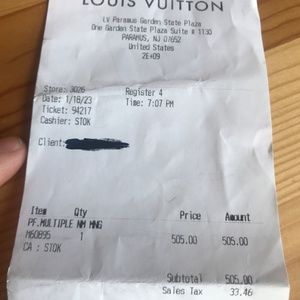 LOUIS VUITTON
LV Paramus Garden State Plaza
One Garden State Plaza Suite # 1130
PARAMUS, NJ 07652
United States
2E+09
Store: 3026 Register 4
Date: 1/16/23 Time: 7:07 PM
Ticket: 94217
Cashier: STOK
Client:
Item Qty Price Amount
PF.MULTIPLE NM MNG
M60895 1 505.00 505.00
CA : STOK
Subtotal 505.00
Sales Tax 33.46